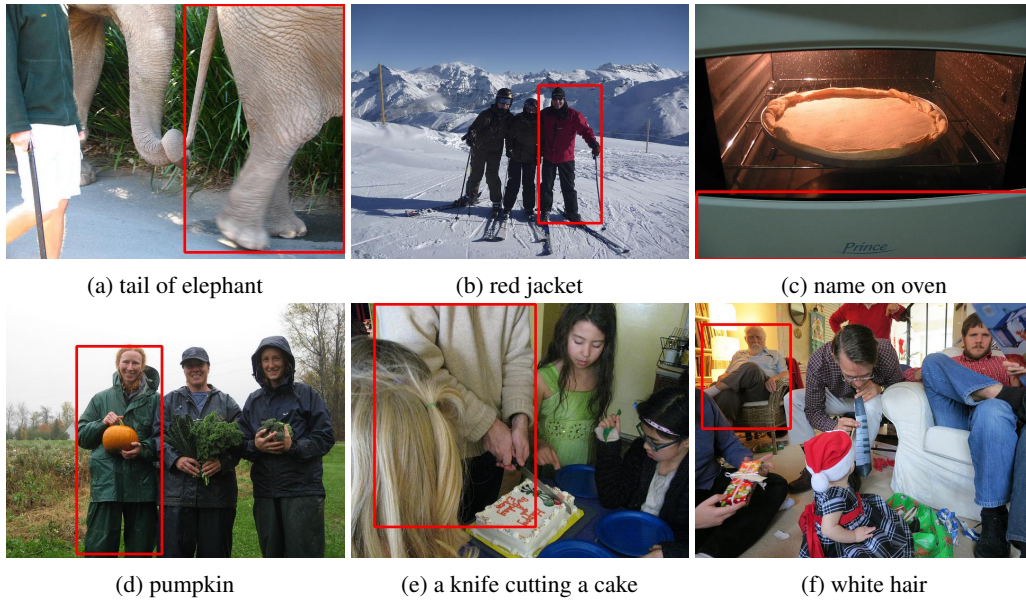 Prince
(a) tail of elephant
(b) red jacket
(c) name on oven
(d) pumpkin
(e) a knife cutting a cake
(f) white hair